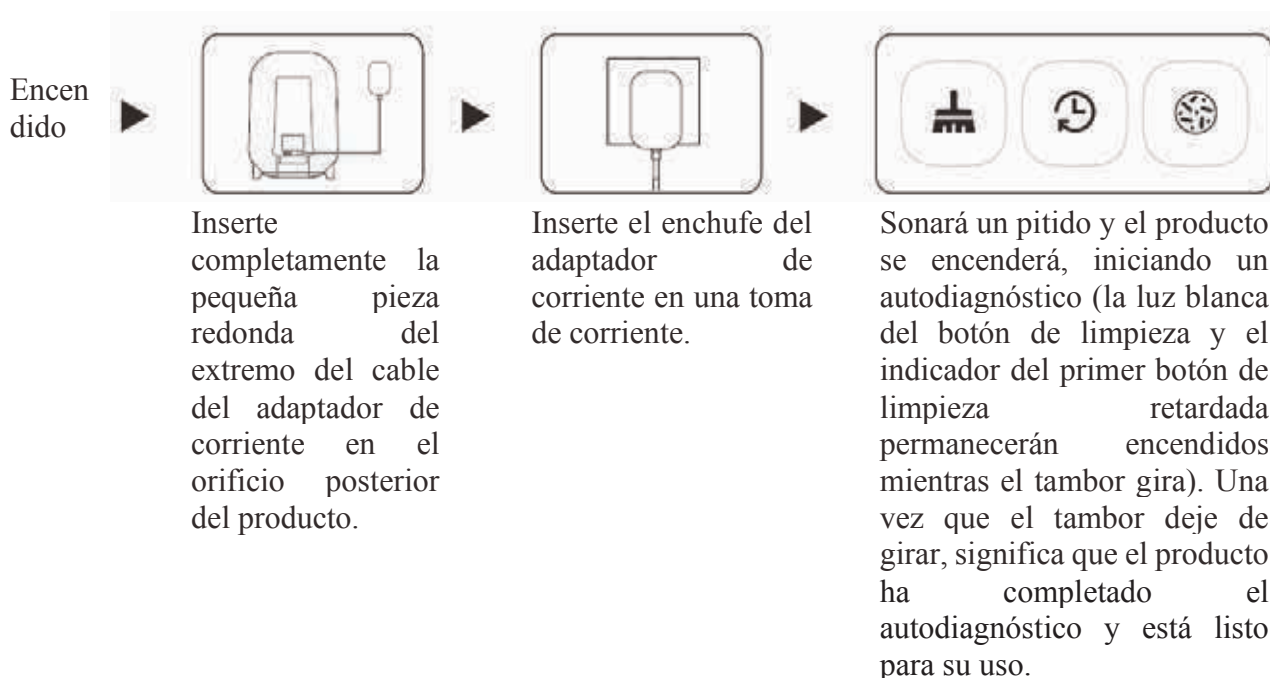 Encen
dido
Inserte
completamente la
pequeña pieza
redonda del
extremo del cable
del adaptador de
corriente en el
orificio posterior
del producto.
Inserte el enchufe del
adaptador de
corriente en una toma
de corriente.
Sonará un pitido y el producto
se encenderá, iniciando un
autodiagnóstico (la luz blanca
del botón de limpieza y el
indicador del primer botón de
limpieza retardada
permanecerán encendidos
mientras el tambor gira). Una
vez que el tambor deje de
girar, significa que el producto
ha completado el
autodiagnóstico y está listo
para su uso.